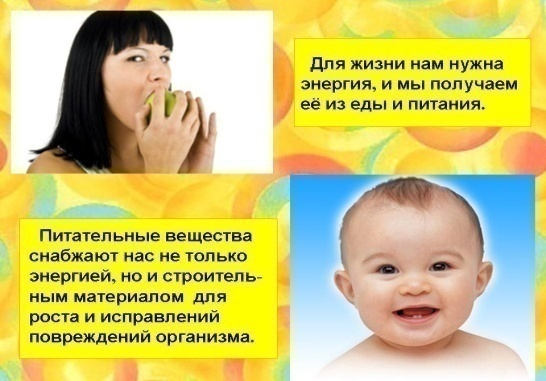 Для жизни нам нужна
энергия, и мы получаем
её из еды и питания.
Питательные вещества
снабжают нас не только
энергией, но и строитель-
ным материалом для
роста и исправлений
повреждений организма.